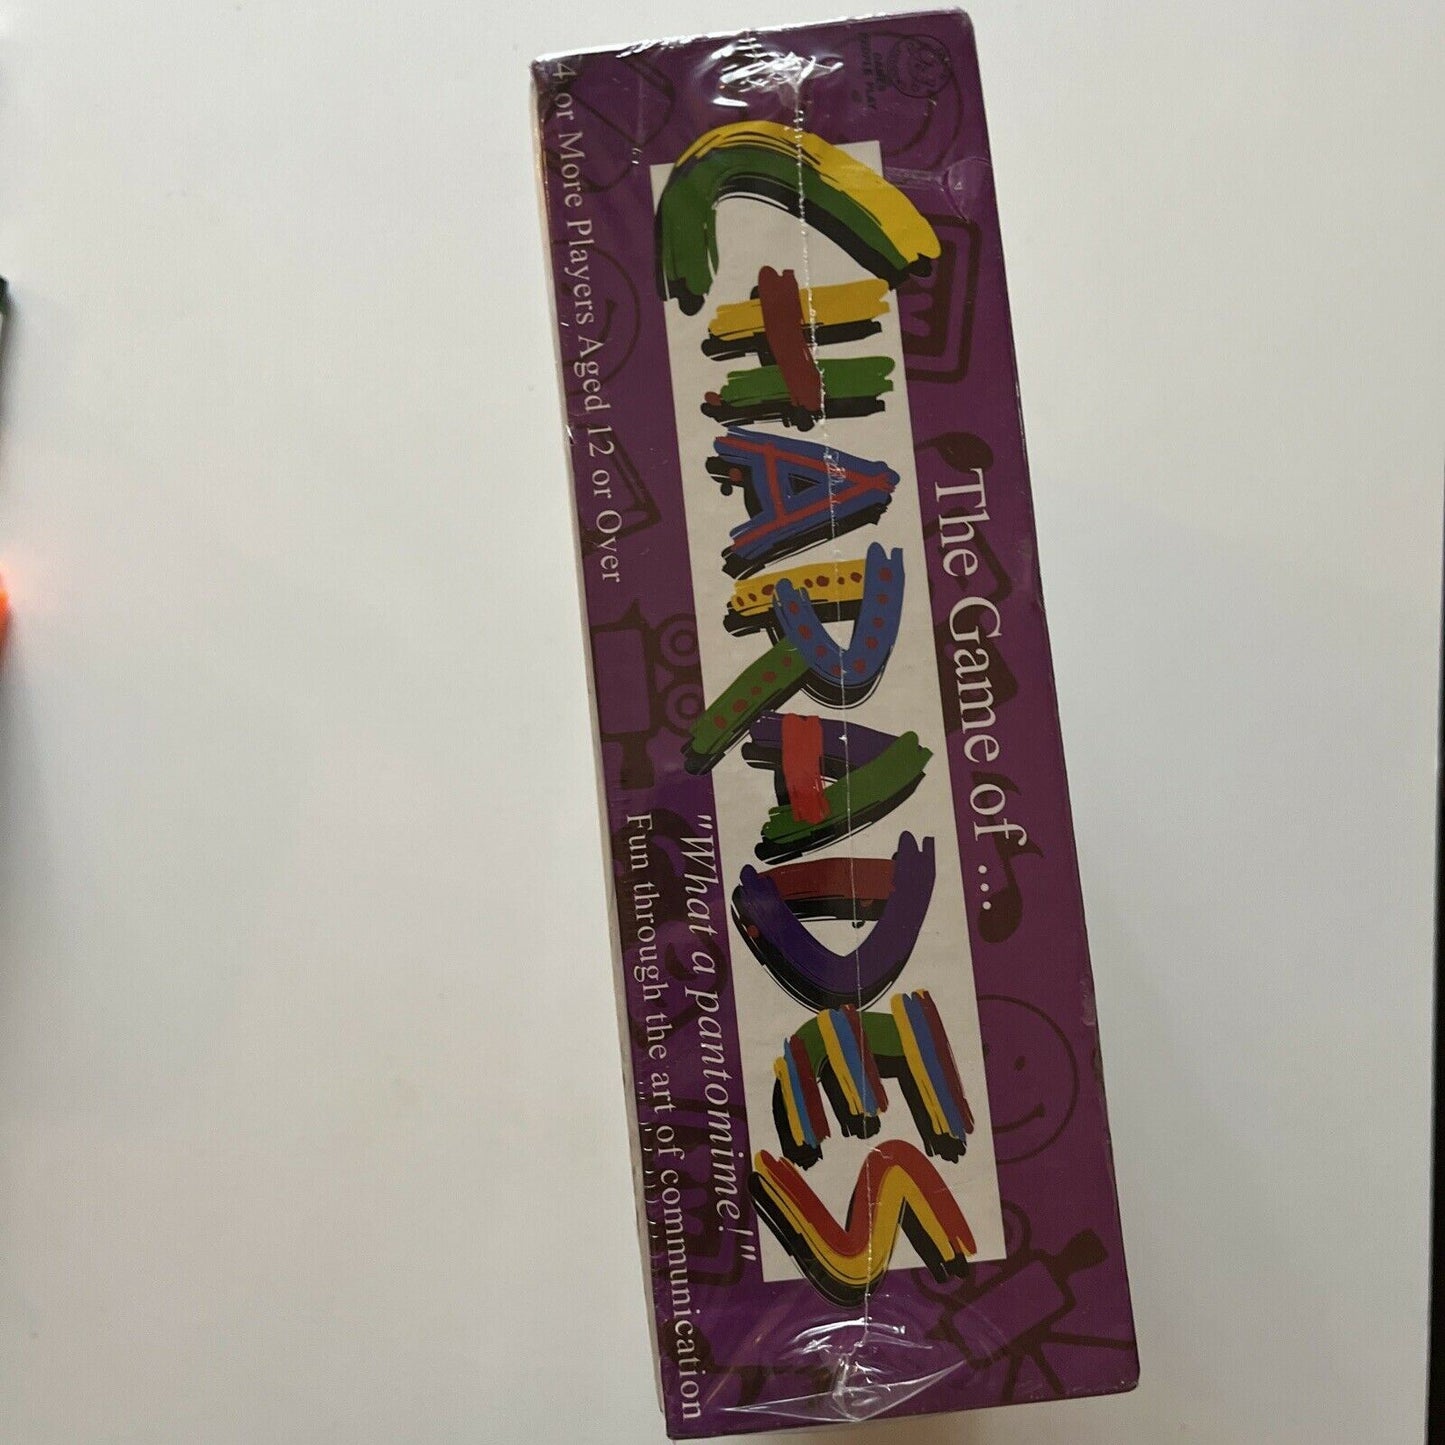 The Game of ...
CHARADES
"What a pantomime!"
4 or More Players Aged 12 or Over
Fun through the art of communication